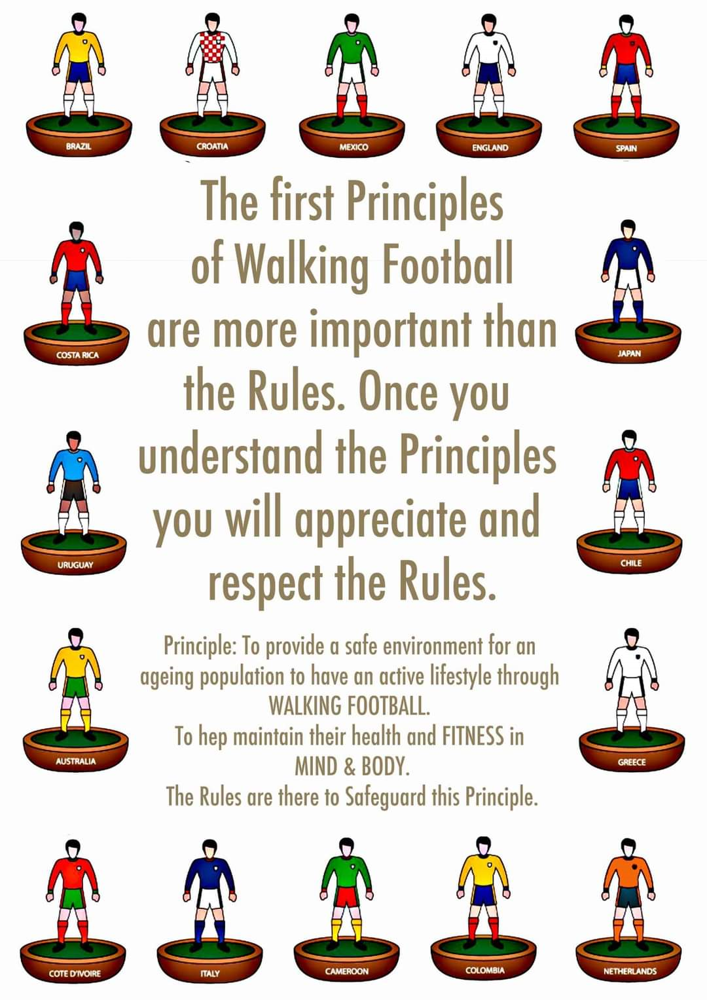 BRAZIL
CROATIA
MEXICO
ENGLAND
SPAIN
The first Principles
of Walking Football
are more important than
the Rules. Once you
understand the Principles
you will appreciate and
respect the Rules.
COSTA RICA
JAPAN
URUGUAY
CHILE
Principle: To provide a safe environment for an
ageing population to have an active lifestyle through
WALKING FOOTBALL.
To hep maintain their health and FITNESS in
MIND & BODY.
The Rules are there to Safeguard this Principle.
AUSTRALIA
GREECE
COTE D'IVOIRE
ITALY
CAMEROON
COLOMBIA
NETHERLANDS